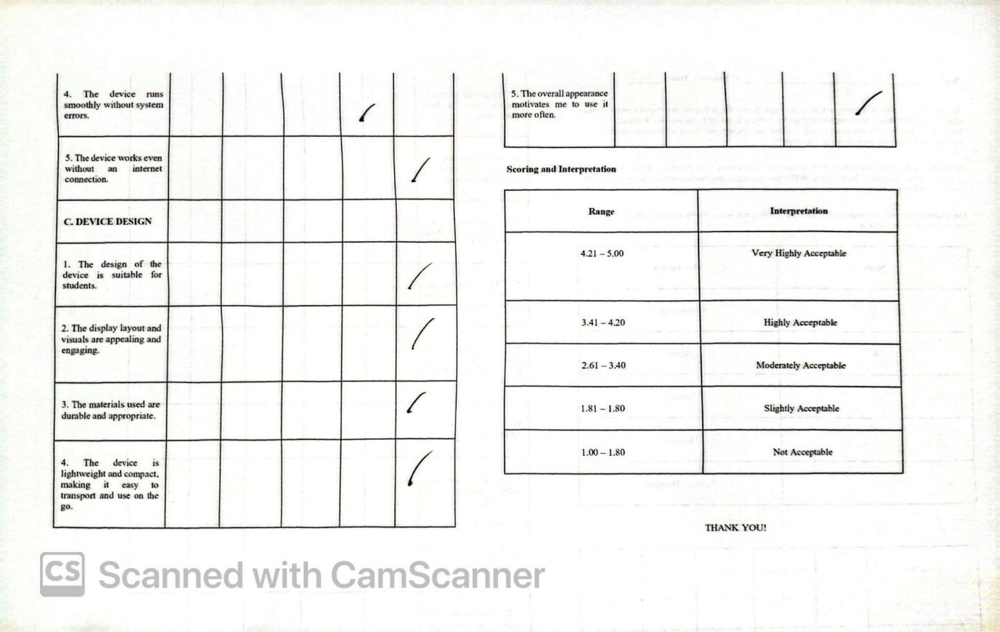 4. The device runs
smoothly without system
errors.
5. The device works even
without an internet
connection.
C. DEVICE DESIGN
1. The design of the
device is suitable for
students.
2. The display layout and
visuals are appealing and
engaging.
3. The materials used are
durable and appropriate.
4. The device is
lightweight and compact,
making it easy to
transport and use on the
go.
5. The overall appearance
motivates me to use it
more often.
Scoring and Interpretation
Range Interpretation
4.21 – 5.00 Very Highly Acceptable
3.41 – 4.20 Highly Acceptable
2.61 – 3.40 Moderately Acceptable
1.81 – 1.80 Slightly Acceptable
1.00 – 1.80 Not Acceptable
THANK YOU!
CS Scanned with CamScanner